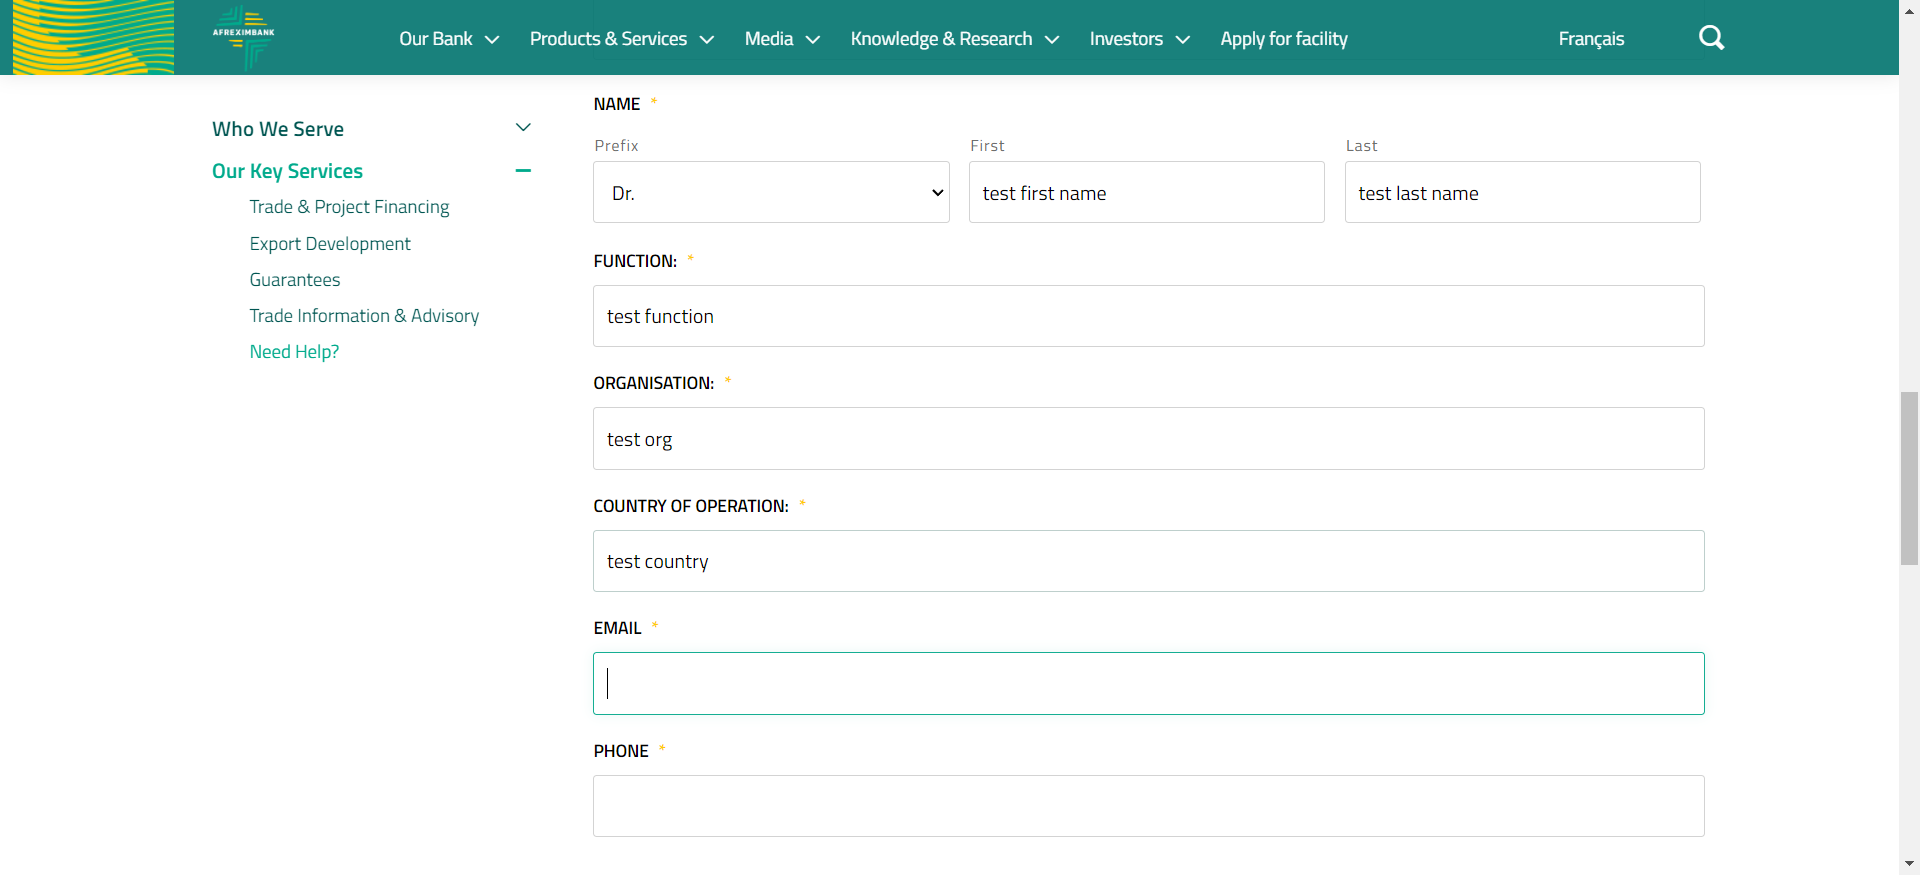 AFREXIMBANK
Our Bank
Products & Services
Media
Knowledge & Research
Investors
Apply for facility
Français
Who We Serve
Our Key Services
Trade & Project Financing
Export Development
Guarantees
Trade Information & Advisory
Need Help?
NAME *
Prefix First Last
Dr. test first name test last name
FUNCTION: *
test function
ORGANISATION: *
test org
COUNTRY OF OPERATION: *
test country
EMAIL *
PHONE *